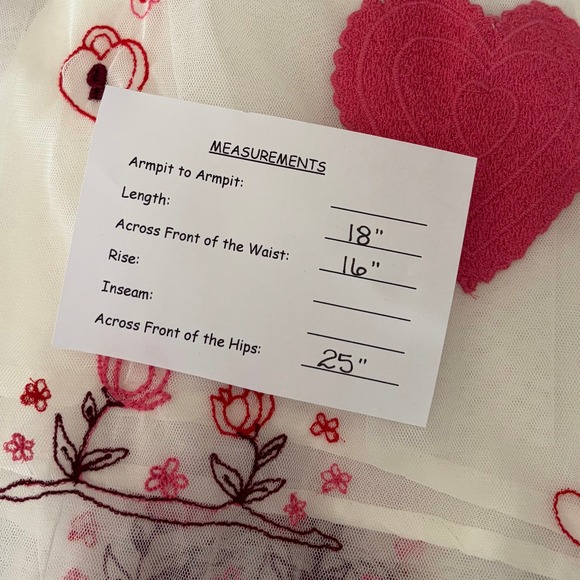 MEASUREMENTS
Armpit to Armpit:
Length: 18"
Across Front of the Waist: 16"
Rise:
Inseam:
Across Front of the Hips: 25"